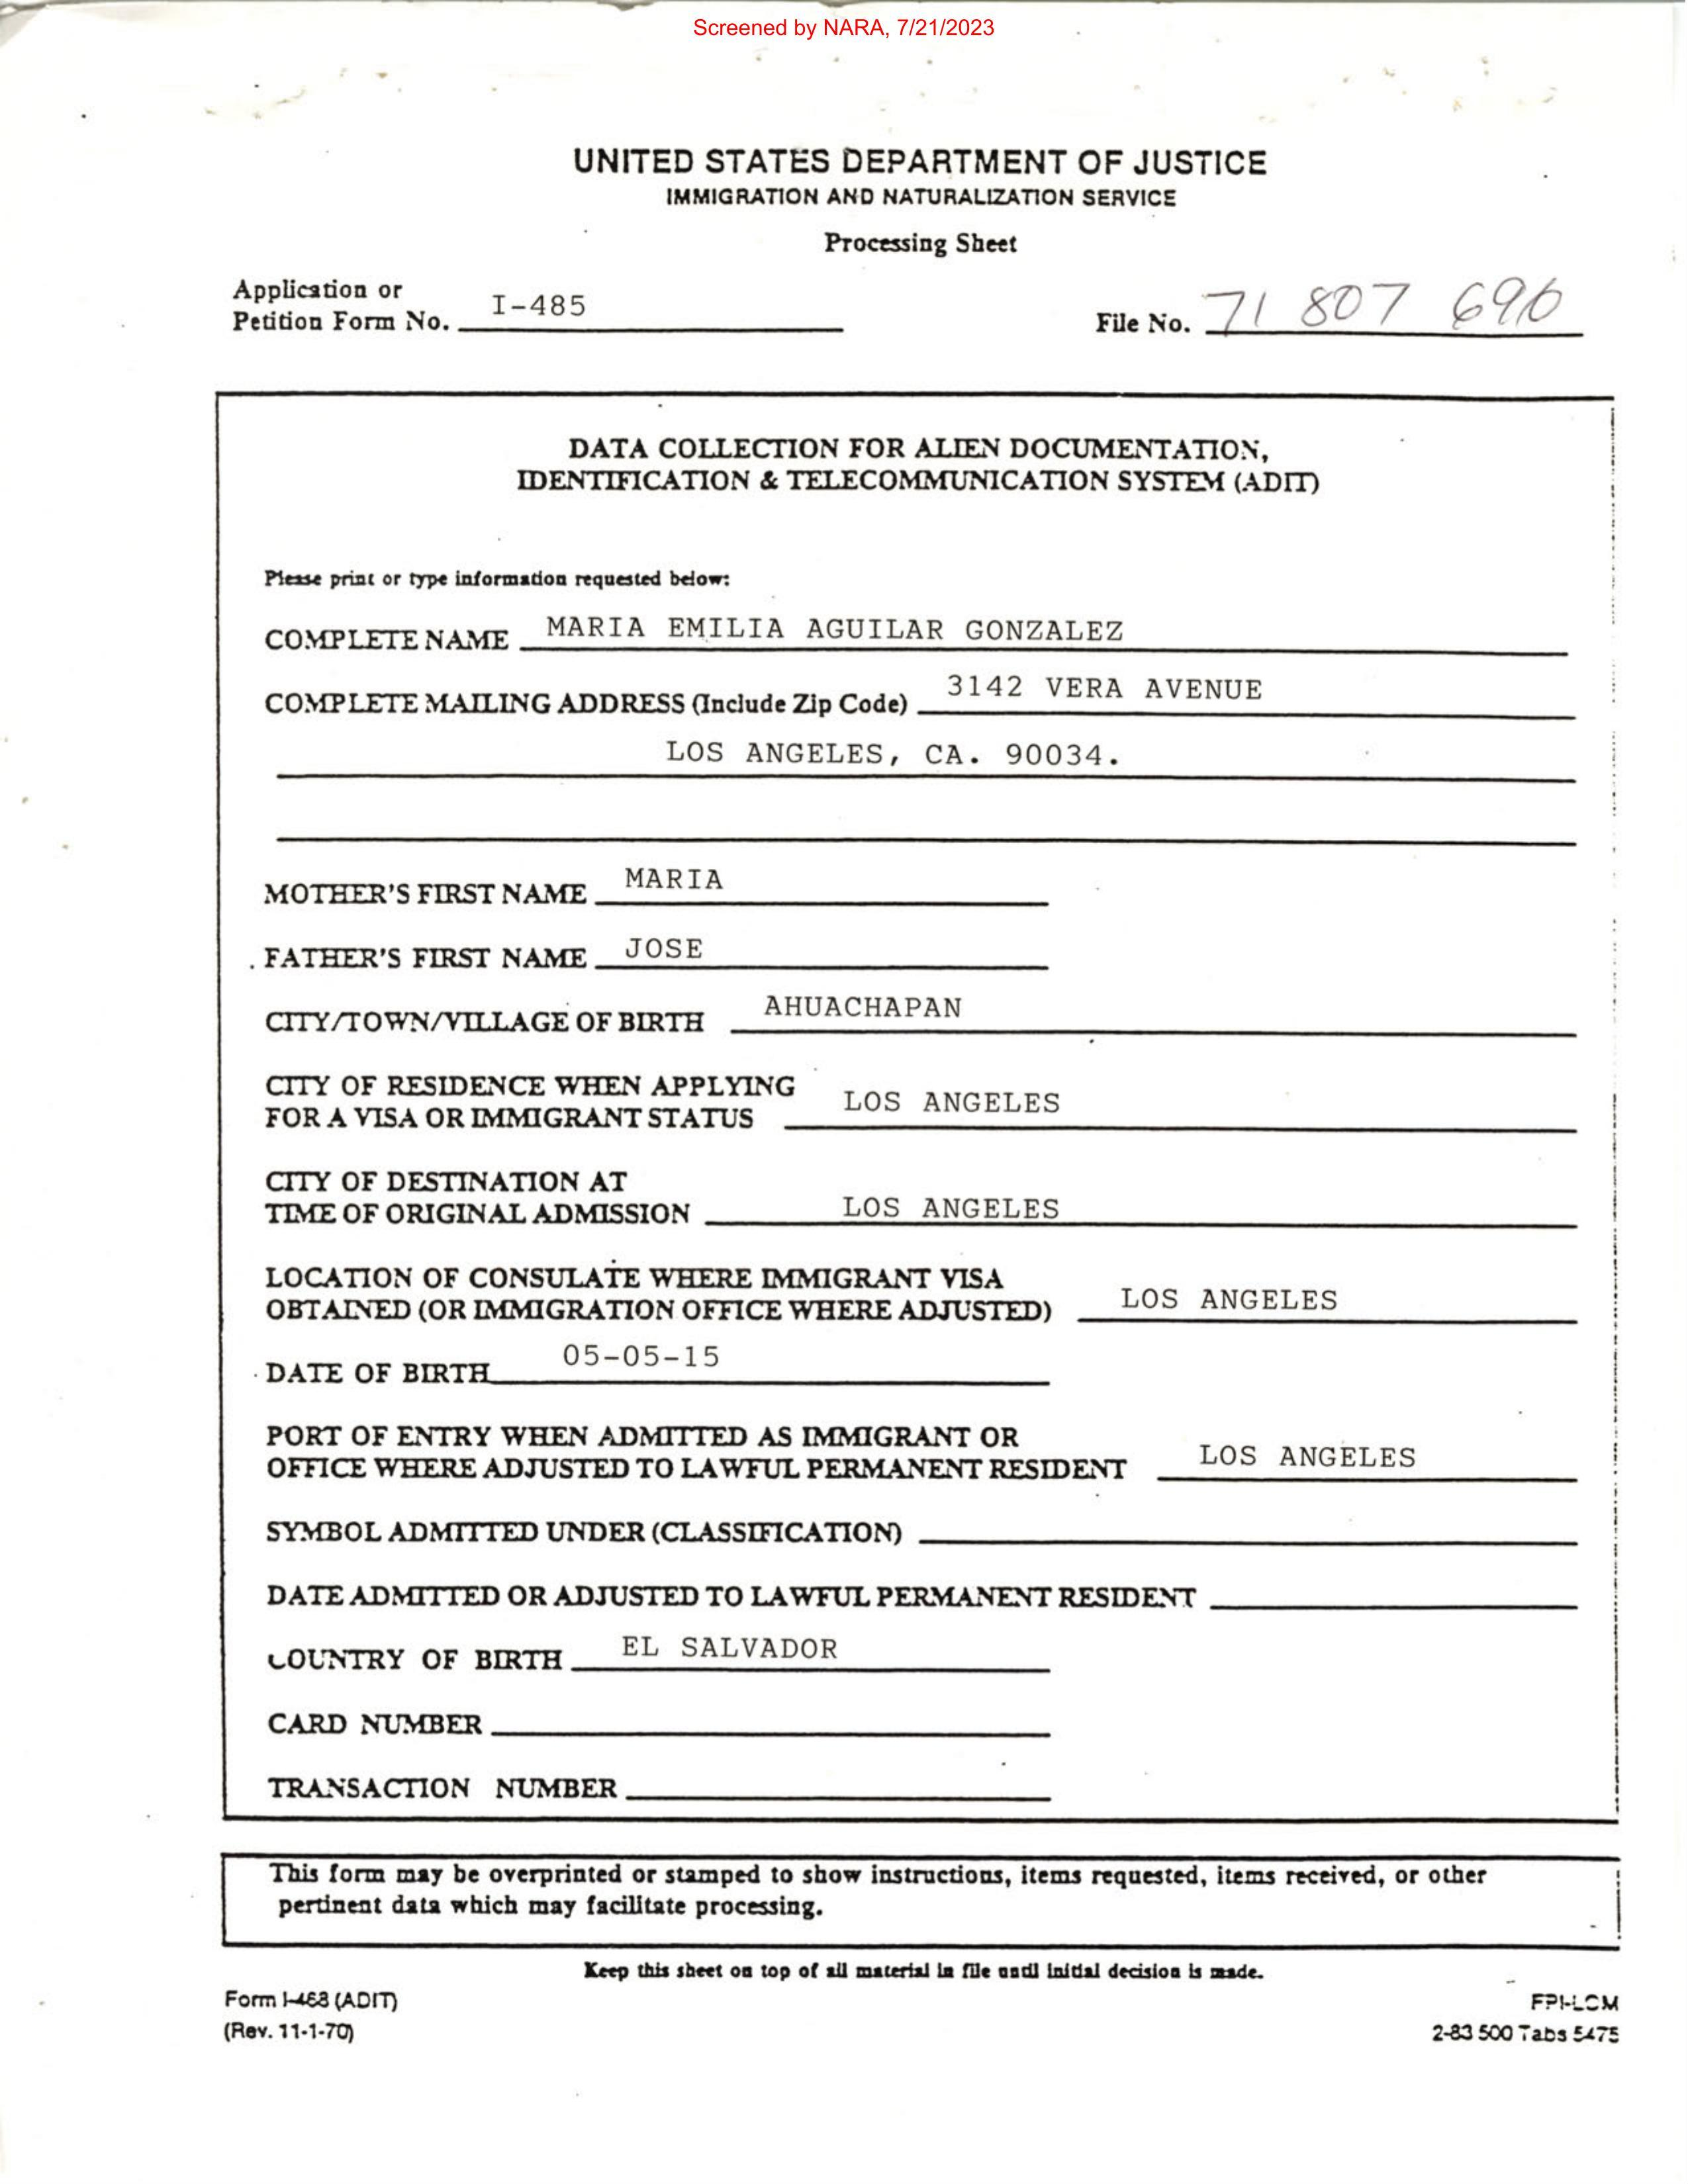 Screened by NARA, 7/21/2023
UNITED STATES DEPARTMENT OF JUSTICE
IMMIGRATION AND NATURALIZATION SERVICE
Processing Sheet
Application or
Petition Form No. I-485
File No. 71 807 696
DATA COLLECTION FOR ALIEN DOCUMENTATION,
IDENTIFICATION & TELECOMMUNICATION SYSTEM (ADIT)
Please print or type information requested below:
COMPLETE NAME MARIA EMILIA AGUILAR GONZALEZ
COMPLETE MAILING ADDRESS (Include Zip Code) 3142 VERA AVENUE
LOS ANGELES, CA. 90034.
MOTHER'S FIRST NAME MARIA
FATHER'S FIRST NAME JOSE
CITY/TOWN/VILLAGE OF BIRTH AHUACHAPAN
CITY OF RESIDENCE WHEN APPLYING
FOR A VISA OR IMMIGRANT STATUS LOS ANGELES
CITY OF DESTINATION AT
TIME OF ORIGINAL ADMISSION LOS ANGELES
LOCATION OF CONSULATE WHERE IMMIGRANT VISA
OBTAINED (OR IMMIGRATION OFFICE WHERE ADJUSTED) LOS ANGELES
DATE OF BIRTH 05-05-15
PORT OF ENTRY WHEN ADMITTED AS IMMIGRANT OR
OFFICE WHERE ADJUSTED TO LAWFUL PERMANENT RESIDENT LOS ANGELES
SYMBOL ADMITTED UNDER (CLASSIFICATION)
DATE ADMITTED OR ADJUSTED TO LAWFUL PERMANENT RESIDENT
COUNTRY OF BIRTH EL SALVADOR
CARD NUMBER
TRANSACTION NUMBER
This form may be overprinted or stamped to show instructions, items requested, items received, or other
pertinent data which may facilitate processing.
Keep this sheet on top of all material in file until initial decision is made.
Form I-468 (ADIT)
(Rev. 11-1-70)
FPI-LCM
2-83 500 Tabs 5475